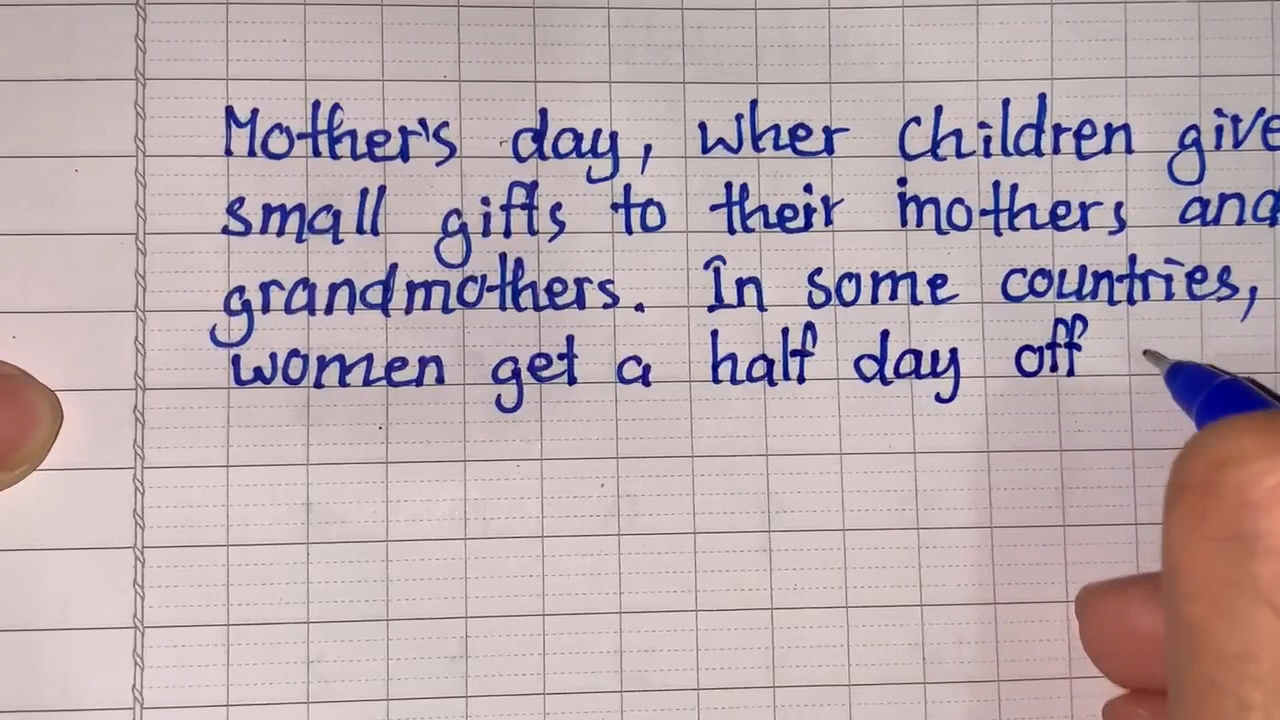 Mother's day, wher children give
small gifts to their mothers and
grandmothers. In some countries,
women get a half day off